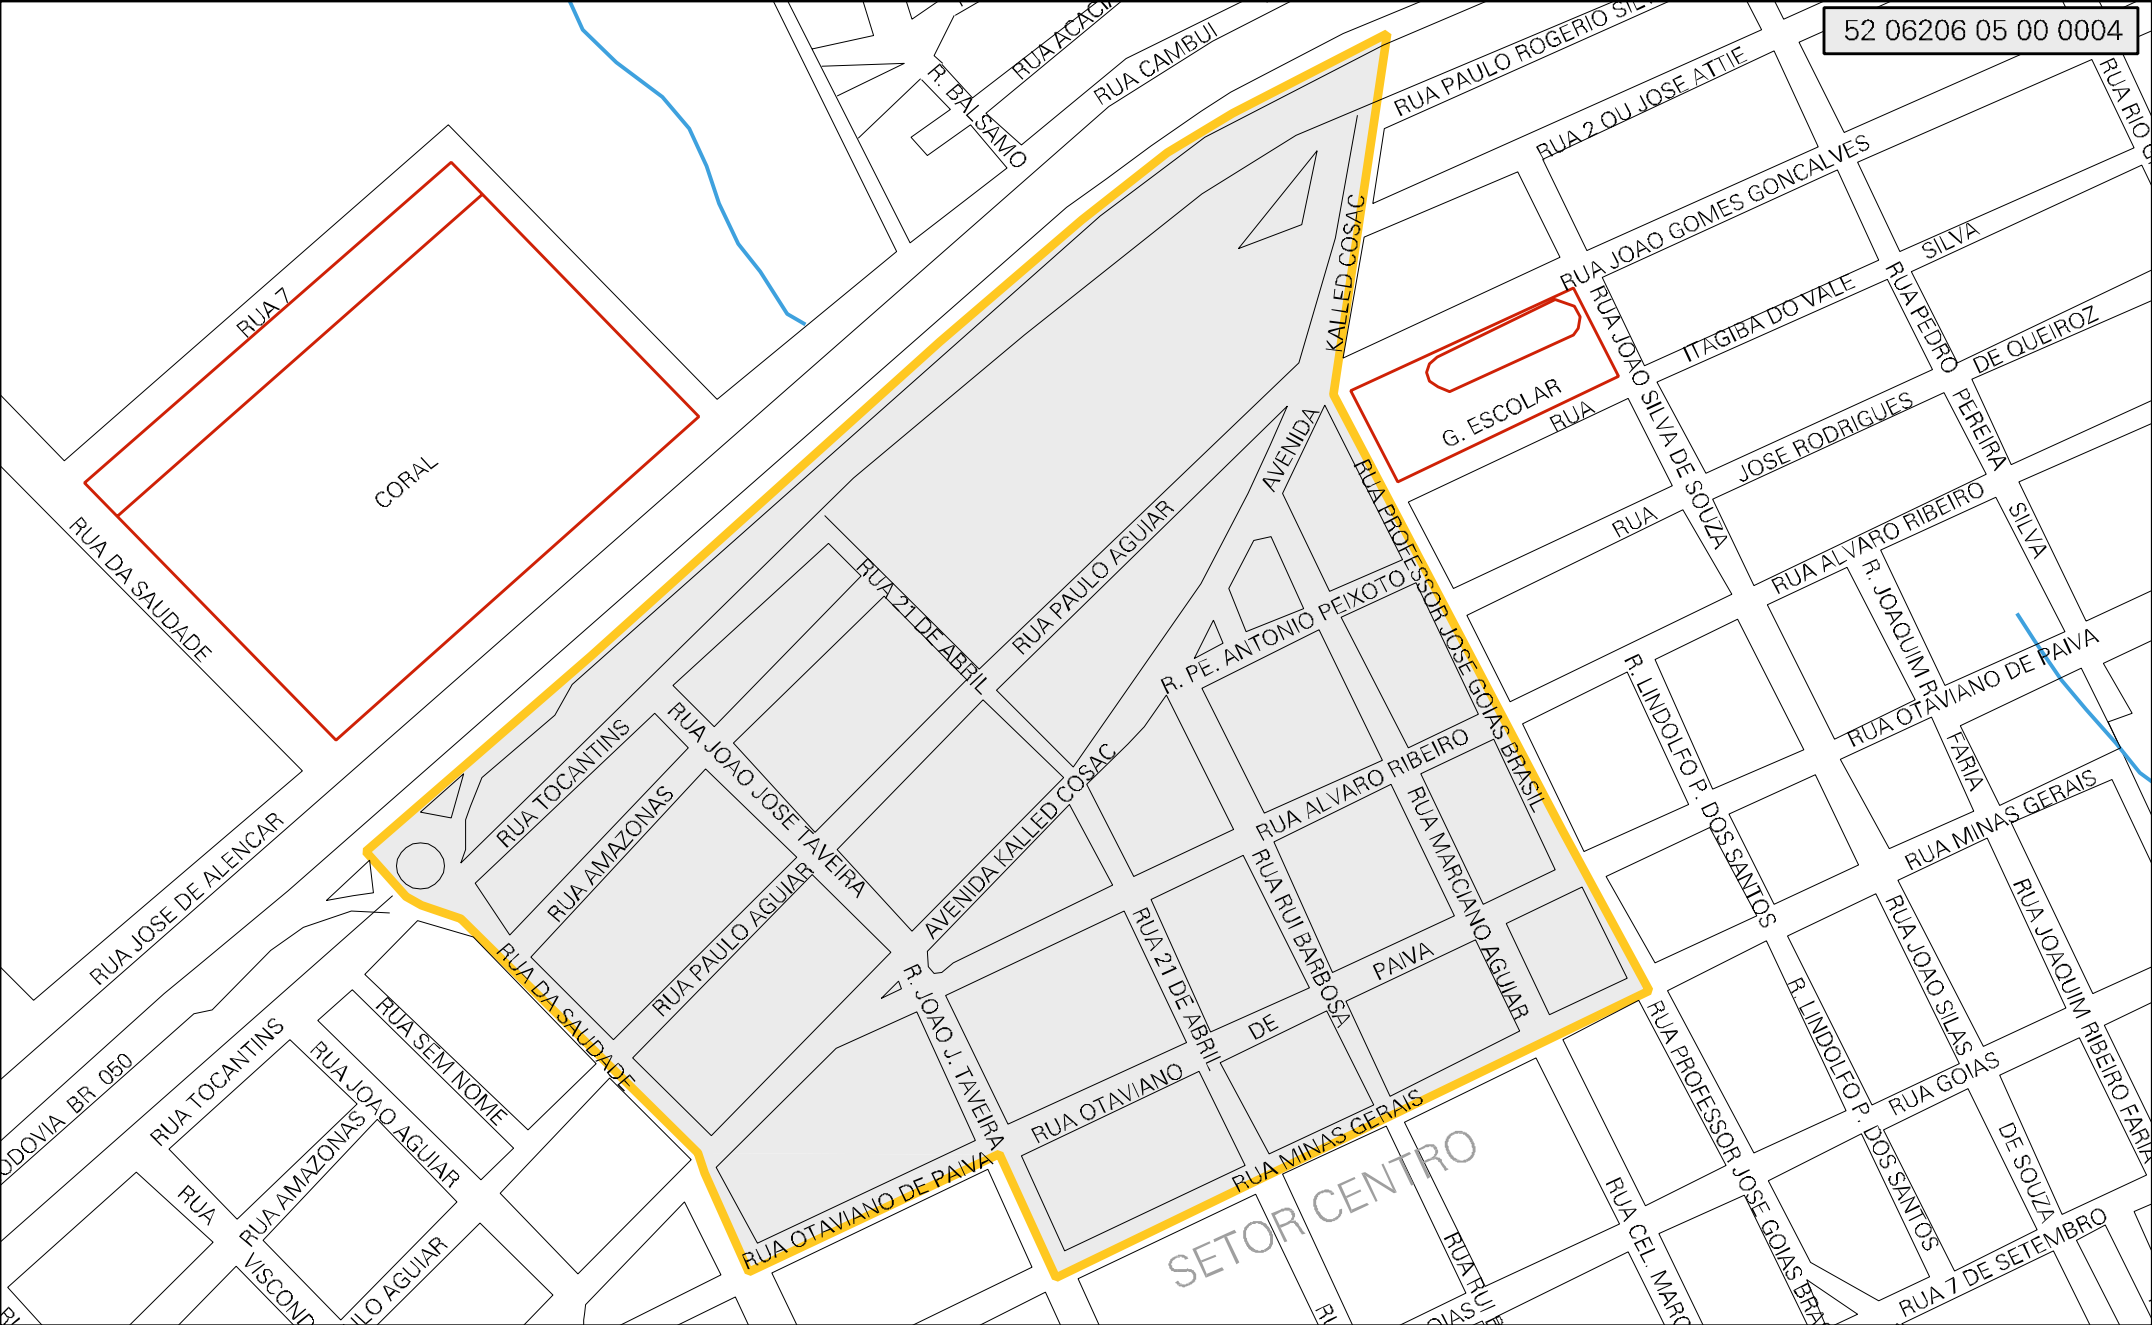 52 06206 05 00 0004
RUA CAMBUI
R. BALSAMO
RUA PAULO ROGERIO
RUA 2 OU JOSE ATTIE
RUA JOAO GOMES GONCALVES
SILVA
RUA 7
CORAL
RUA DA SAUDADE
KALLED COSAC
AVENIDA
G. ESCOLAR
RUA
ITAGIBA DO VALE
RUA PEDRO
PEREIRA
SILVA
DE QUEIROZ
JOSE RODRIGUES
RUA
RUA JOAO SILVA DE SOUZA
RUA ALVARO RIBEIRO
R. JOAQUIM R.
FARIA
RUA OTAVIANO DE PAIVA
RUA MINAS GERAIS
RUA PROFESSOR JOSE GOIAS BRASIL
RUA PAULO AGUIAR
RUA 21 DE ABRIL
R. PE. ANTONIO PEIXOTO
RUA TOCANTINS
RUA AMAZONAS
RUA JOAO JOSE TAVEIRA
RUA PAULO AGUIAR
AVENIDA KALLED COSAC
RUA ALVARO RIBEIRO
RUA MARCIANO AGUIAR
RUA RUI BARBOSA
RUA 21 DE ABRIL
R. JOAO J. TAVEIRA
RUA OTAVIANO
DE
PAIVA
RUA MINAS GERAIS
RUA OTAVIANO DE PAIVA
RUA DA SAUDADE
SETOR CENTRO
RUA JOSE DE ALENCAR
ODOVIA BR 050
RUA TOCANTINS
RUA SEM NOME
RUA JOAO AGUIAR
RUA AMAZONAS
RUA
VISCOND
ULO AGUIAR
R. LINDOLFO P. DOS SANTOS
R. LINDOLFO P. DOS SANTOS
RUA JOAO SILAS
DE SOUZA
RUA JOAQUIM RIBEIRO FARIA
RUA GOIAS
RUA 7 DE SETEMBRO
RUA PROFESSOR JOSE GOIAS BRA
RUA CEL. MARC
RUA RUI
OIAS
RUA RIO